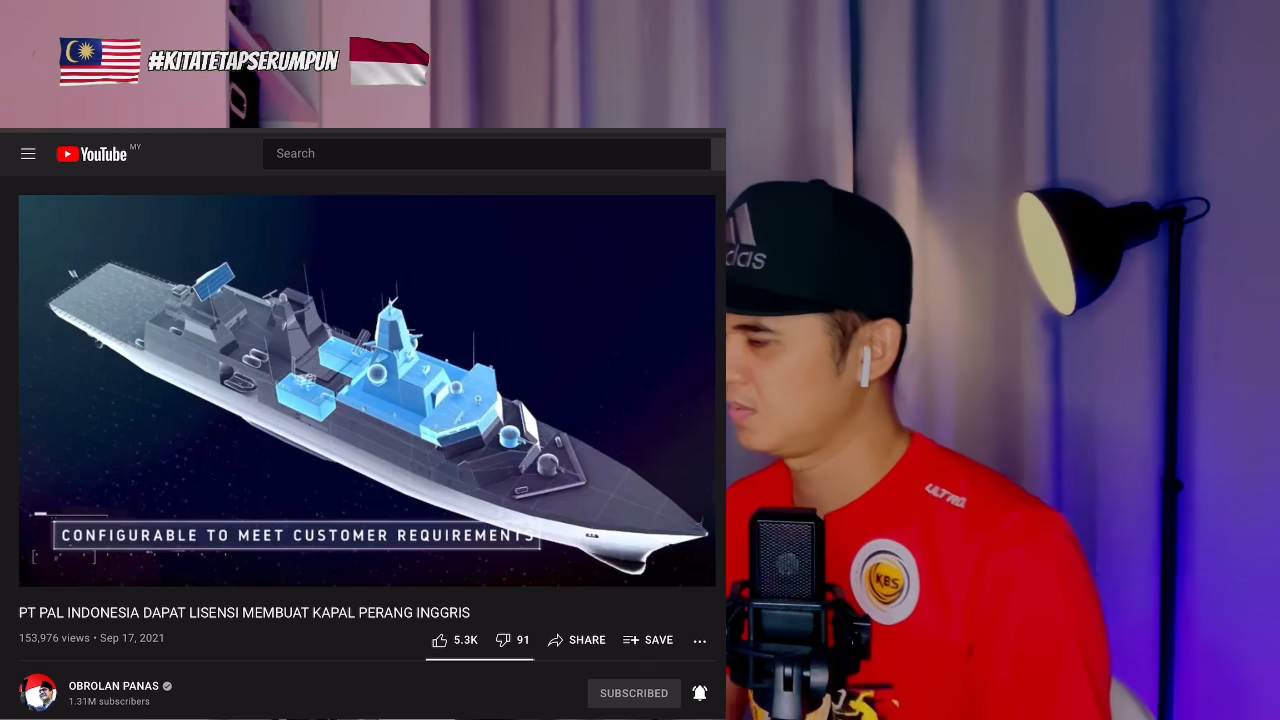 #KITATETAPSERUMPUN
YouTube MY
Search
CONFIGURABLE TO MEET CUSTOMER REQUIREMENTS
PT PAL INDONESIA DAPAT LISENSI MEMBUAT KAPAL PERANG INGGRIS
153,976 views • Sep 17, 2021
5.3K 91 SHARE SAVE
OBROLAN PANAS
1.31M subscribers
SUBSCRIBED
adidas
ULTRA
KBS